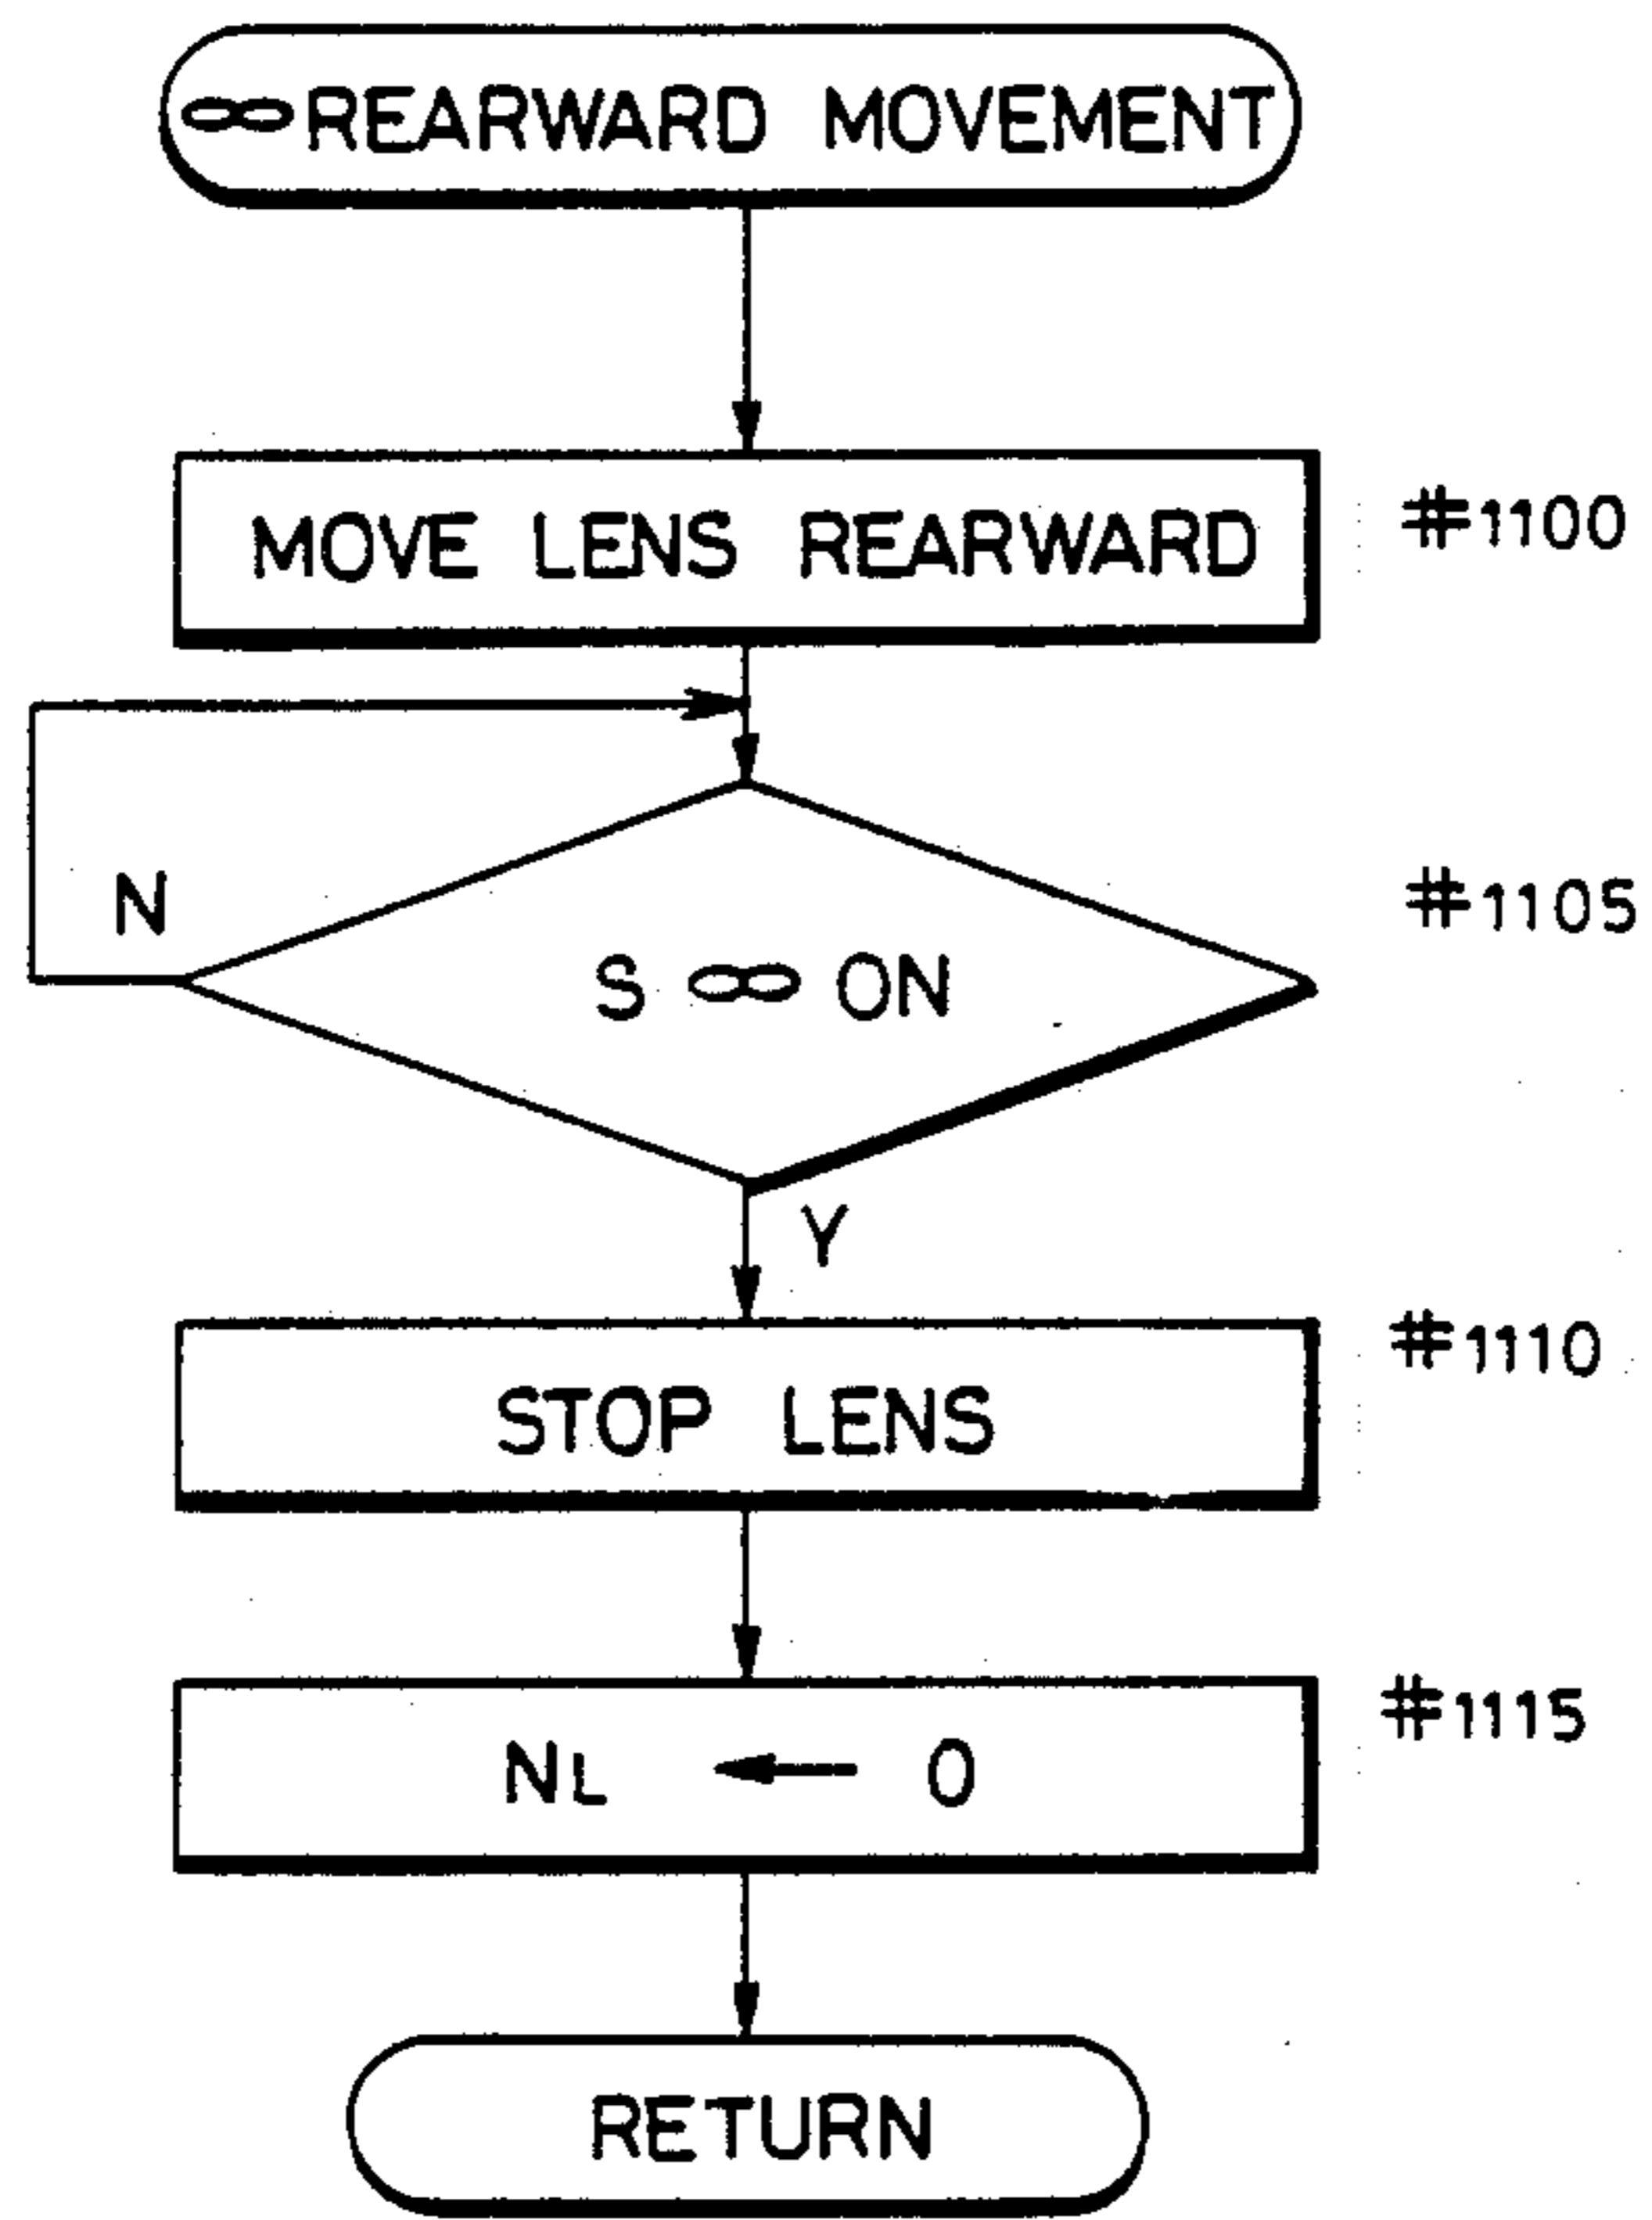 ∞ REARWARD MOVEMENT
MOVE LENS REARWARD
#1100
N
S ∞ ON
#1105
Y
STOP LENS
#1110
NL ← 0
#1115
RETURN